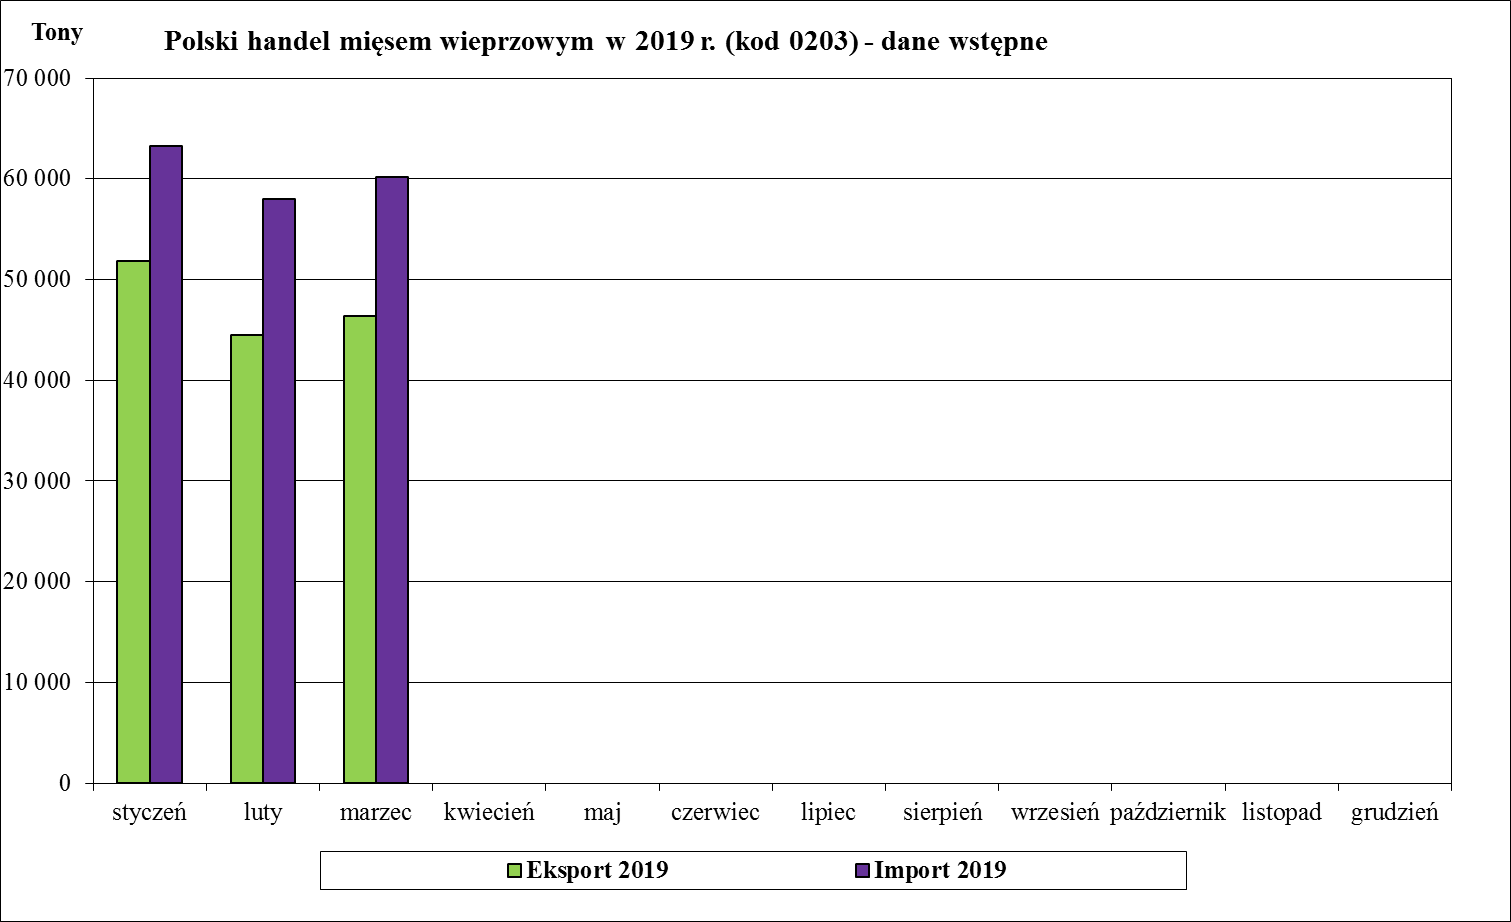 Tony
Polski handel mięsem wieprzowym w 2019 r. (kod 0203) - dane wstępne
70 000
60 000
50 000
40 000
30 000
20 000
10 000
0
styczeń luty marzec kwiecień maj czerwiec lipiec sierpień wrzesień październik listopad grudzień
Eksport 2019 Import 2019